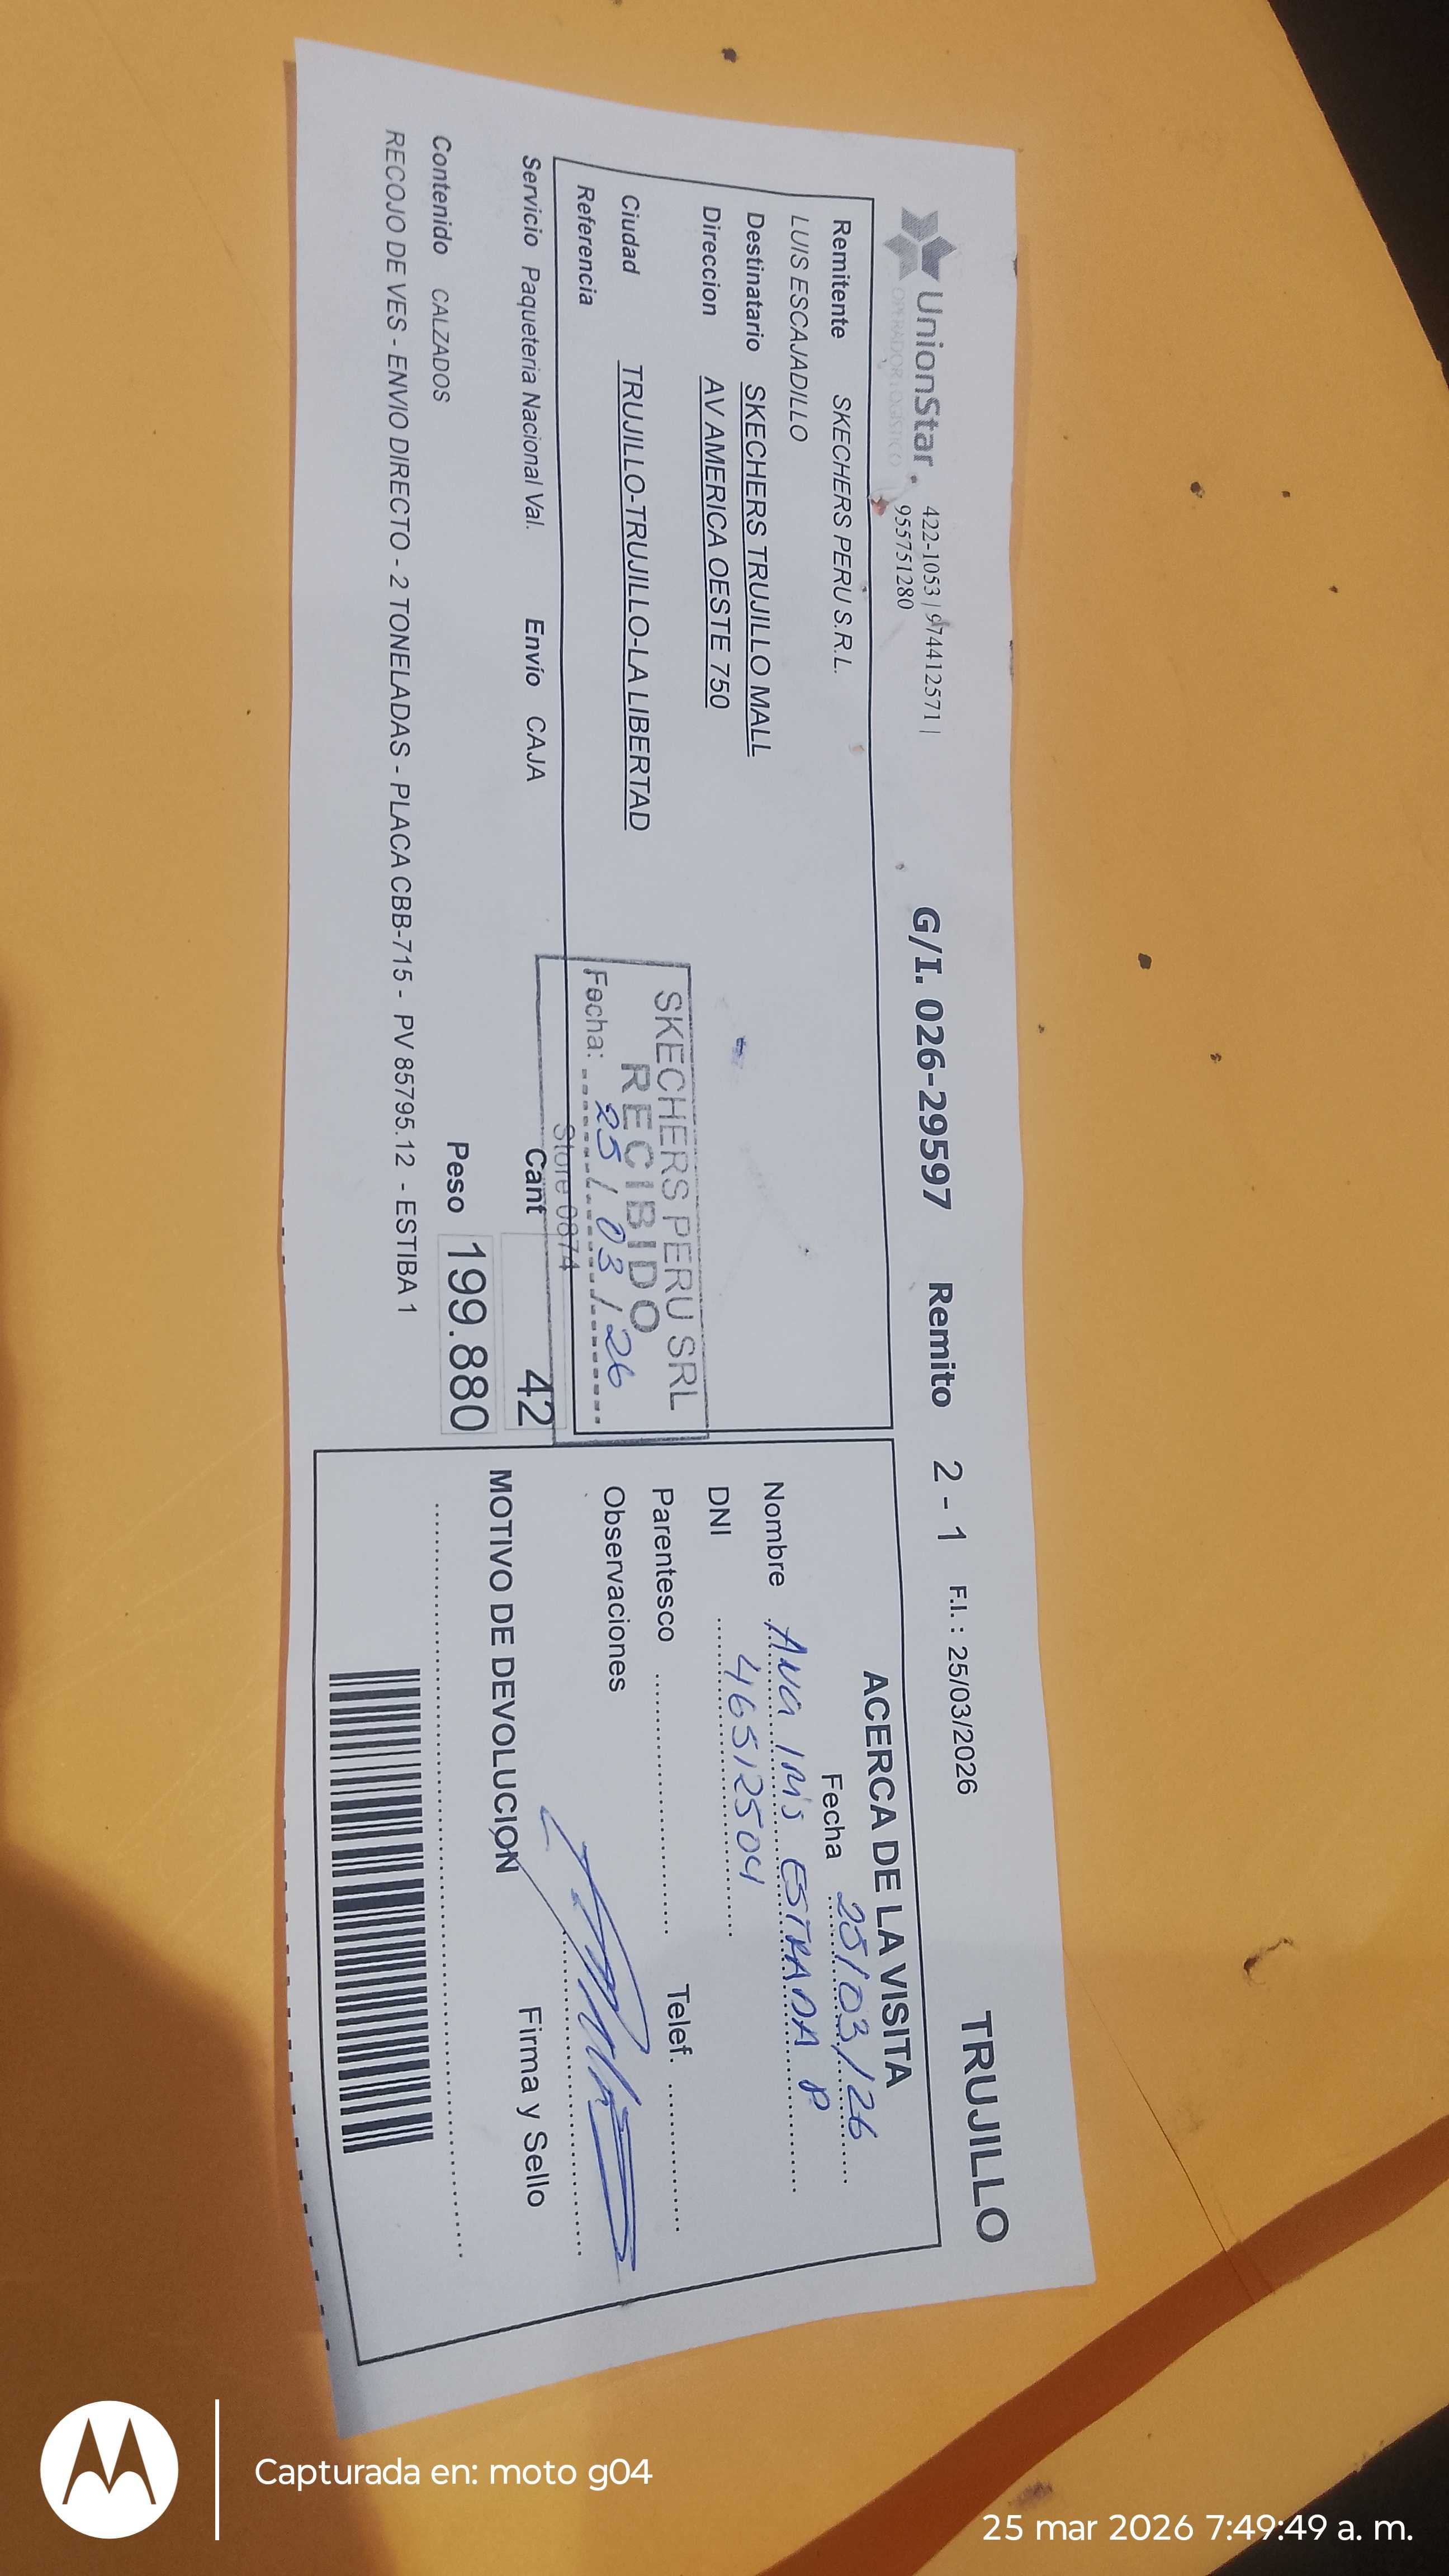 UnionStar
OPERADOR LOGISTICO
422-1053 | 974412571 |
955751280
G/I. 026-29597 Remito 2 - 1 F.I. : 25/03/2026 TRUJILLO
Remitente SKECHERS PERU S.R.L.
LUIS ESCAJADILLO
Destinatario SKECHERS TRUJILLO MALL
Direccion AV AMERICA OESTE 750
Ciudad TRUJILLO-TRUJILLO-LA LIBERTAD
Referencia
SKECHERS PERU SRL
RECIBIDO
Fecha: 25 / 03 / 26
Store 0874
Servicio Paqueteria Nacional Val. Envío CAJA Cant 42
Contenido CALZADOS Peso 199.880
RECOJO DE VES - ENVIO DIRECTO - 2 TONELADAS - PLACA CBB-715 - PV 85795.12 - ESTIBA 1
ACERCA DE LA VISITA
Fecha 25/03/26
Nombre Ana ESTRADA P
DNI 46512504
Parentesco Telef.
Observaciones
Firma y Sello
MOTIVO DE DEVOLUCION
Capturada en: moto g04
25 mar 2026 7:49:49 a. m.